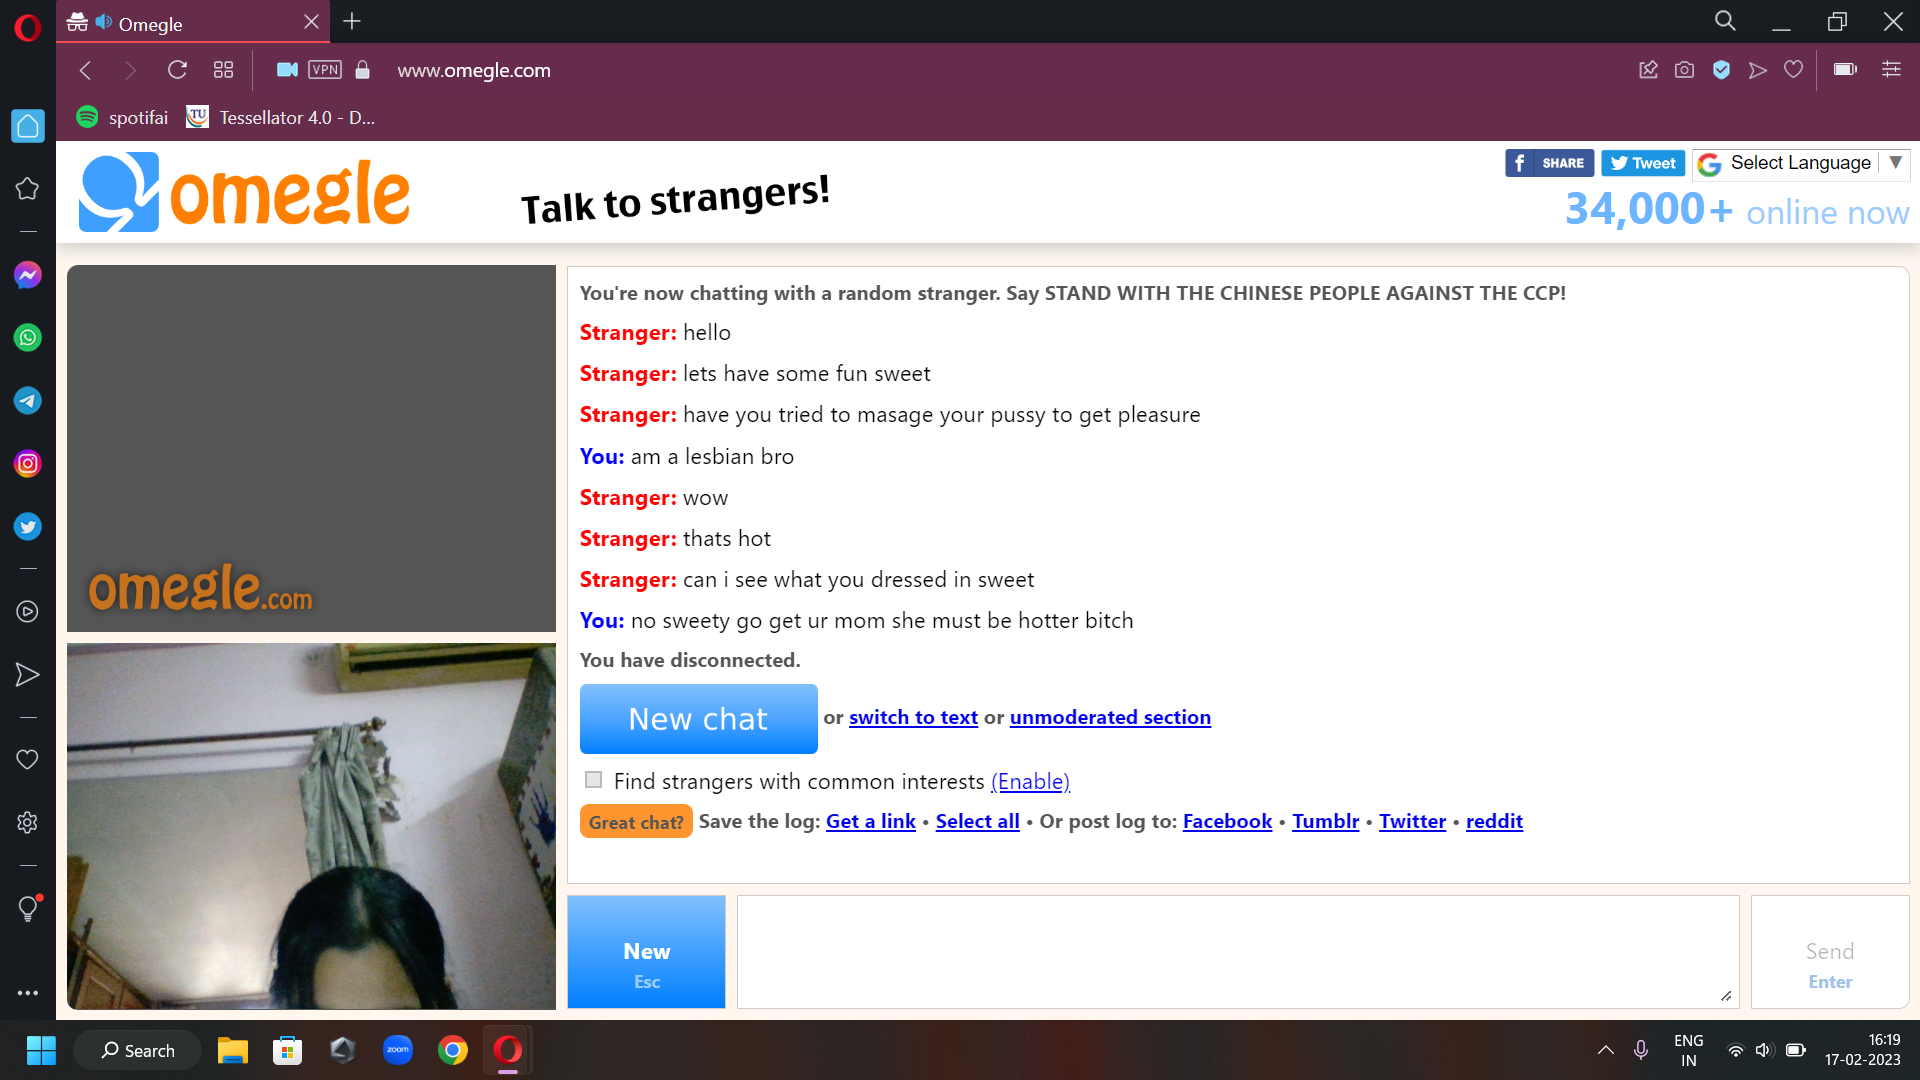 Omegle
VPN
www.omegle.com
spotifai
TU
Tessellator 4.0 - D...
omegle
Talk to strangers!
f SHARE
Tweet
G Select Language ▼
34,000+ online now
You're now chatting with a random stranger. Say STAND WITH THE CHINESE PEOPLE AGAINST THE CCP!
Stranger: hello
Stranger: lets have some fun sweet
Stranger: have you tried to masage your pussy to get pleasure
You: am a lesbian bro
Stranger: wow
Stranger: thats hot
Stranger: can i see what you dressed in sweet
You: no sweety go get ur mom she must be hotter bitch
You have disconnected.
New chat or switch to text or unmoderated section
Find strangers with common interests (Enable)
Great chat? Save the log: Get a link • Select all • Or post log to: Facebook • Tumblr • Twitter • reddit
omegle.com
New
Esc
Send
Enter
Search
zoom
ENG
IN
16:19
17-02-2023